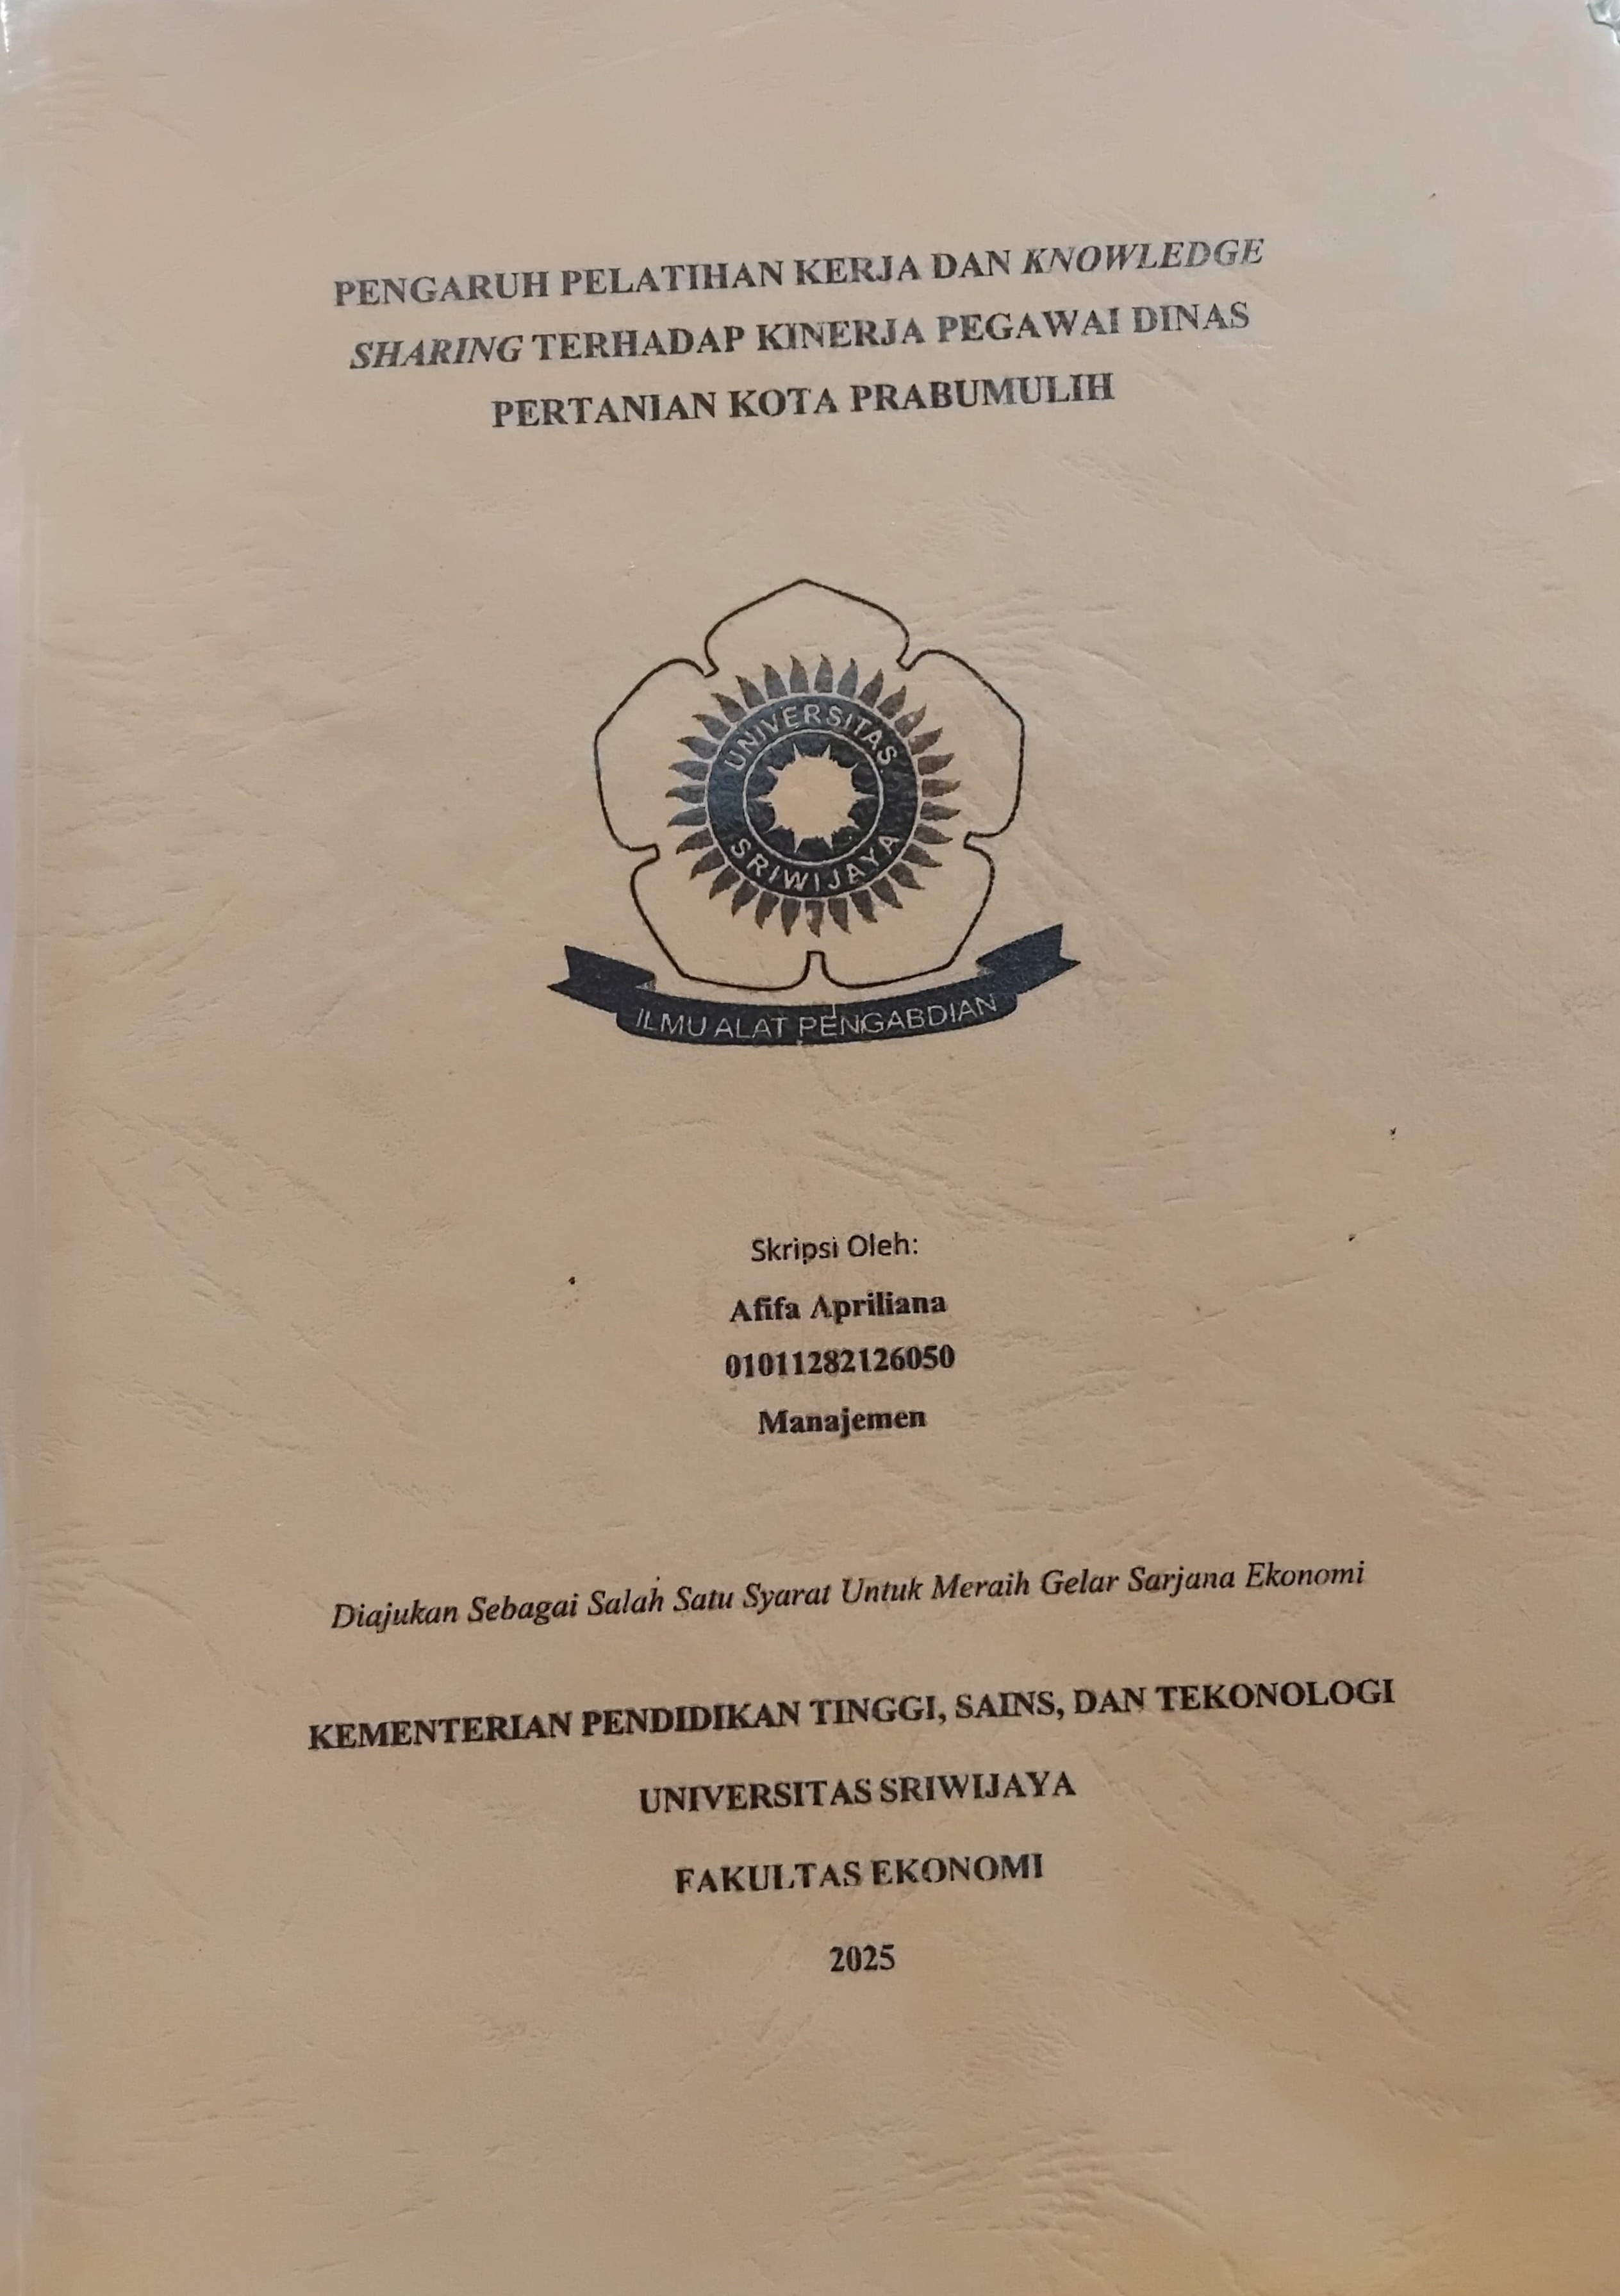 PENGARUH PELATIHAN KERJA DAN KNOWLEDGE
SHARING TERHADAP KINERJA PEGAWAI DINAS
PERTANIAN KOTA PRABUMULIH
UNIVERSITAS
SRIWIJAYA
ILMU ALAT PENGABDIAN
Skripsi Oleh:
Afifa Apriliana
01011282126050
Manajemen
Diajukan Sebagai Salah Satu Syarat Untuk Meraih Gelar Sarjana Ekonomi
KEMENTERIAN PENDIDIKAN TINGGI, SAINS, DAN TEKONOLOGI
UNIVERSITAS SRIWIJAYA
FAKULTAS EKONOMI
2025